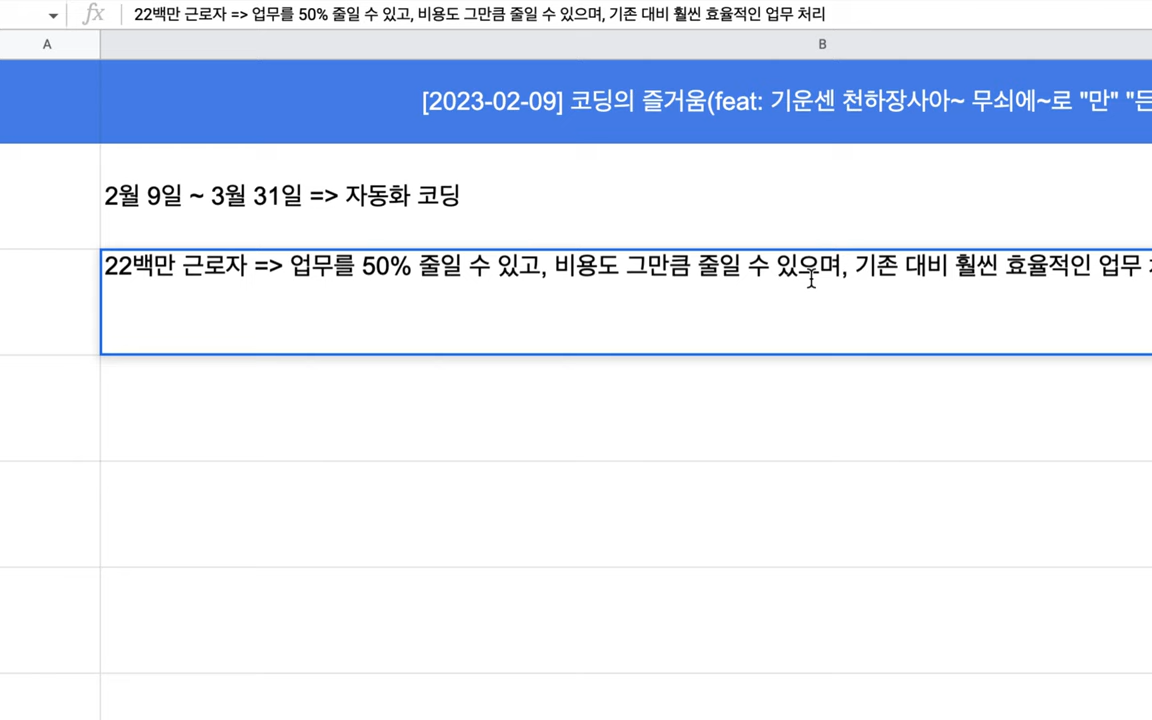 fx 22백만 근로자 => 업무를 50% 줄일 수 있고, 비용도 그만큼 줄일 수 있으며, 기존 대비 훨씬 효율적인 업무 처리
A B
[2023-02-09] 코딩의 즐거움(feat: 기운센 천하장사아~ 무쇠에~로 "만" "든
2월 9일 ~ 3월 31일 => 자동화 코딩
22백만 근로자 => 업무를 50% 줄일 수 있고, 비용도 그만큼 줄일 수 있으며, 기존 대비 훨씬 효율적인 업무